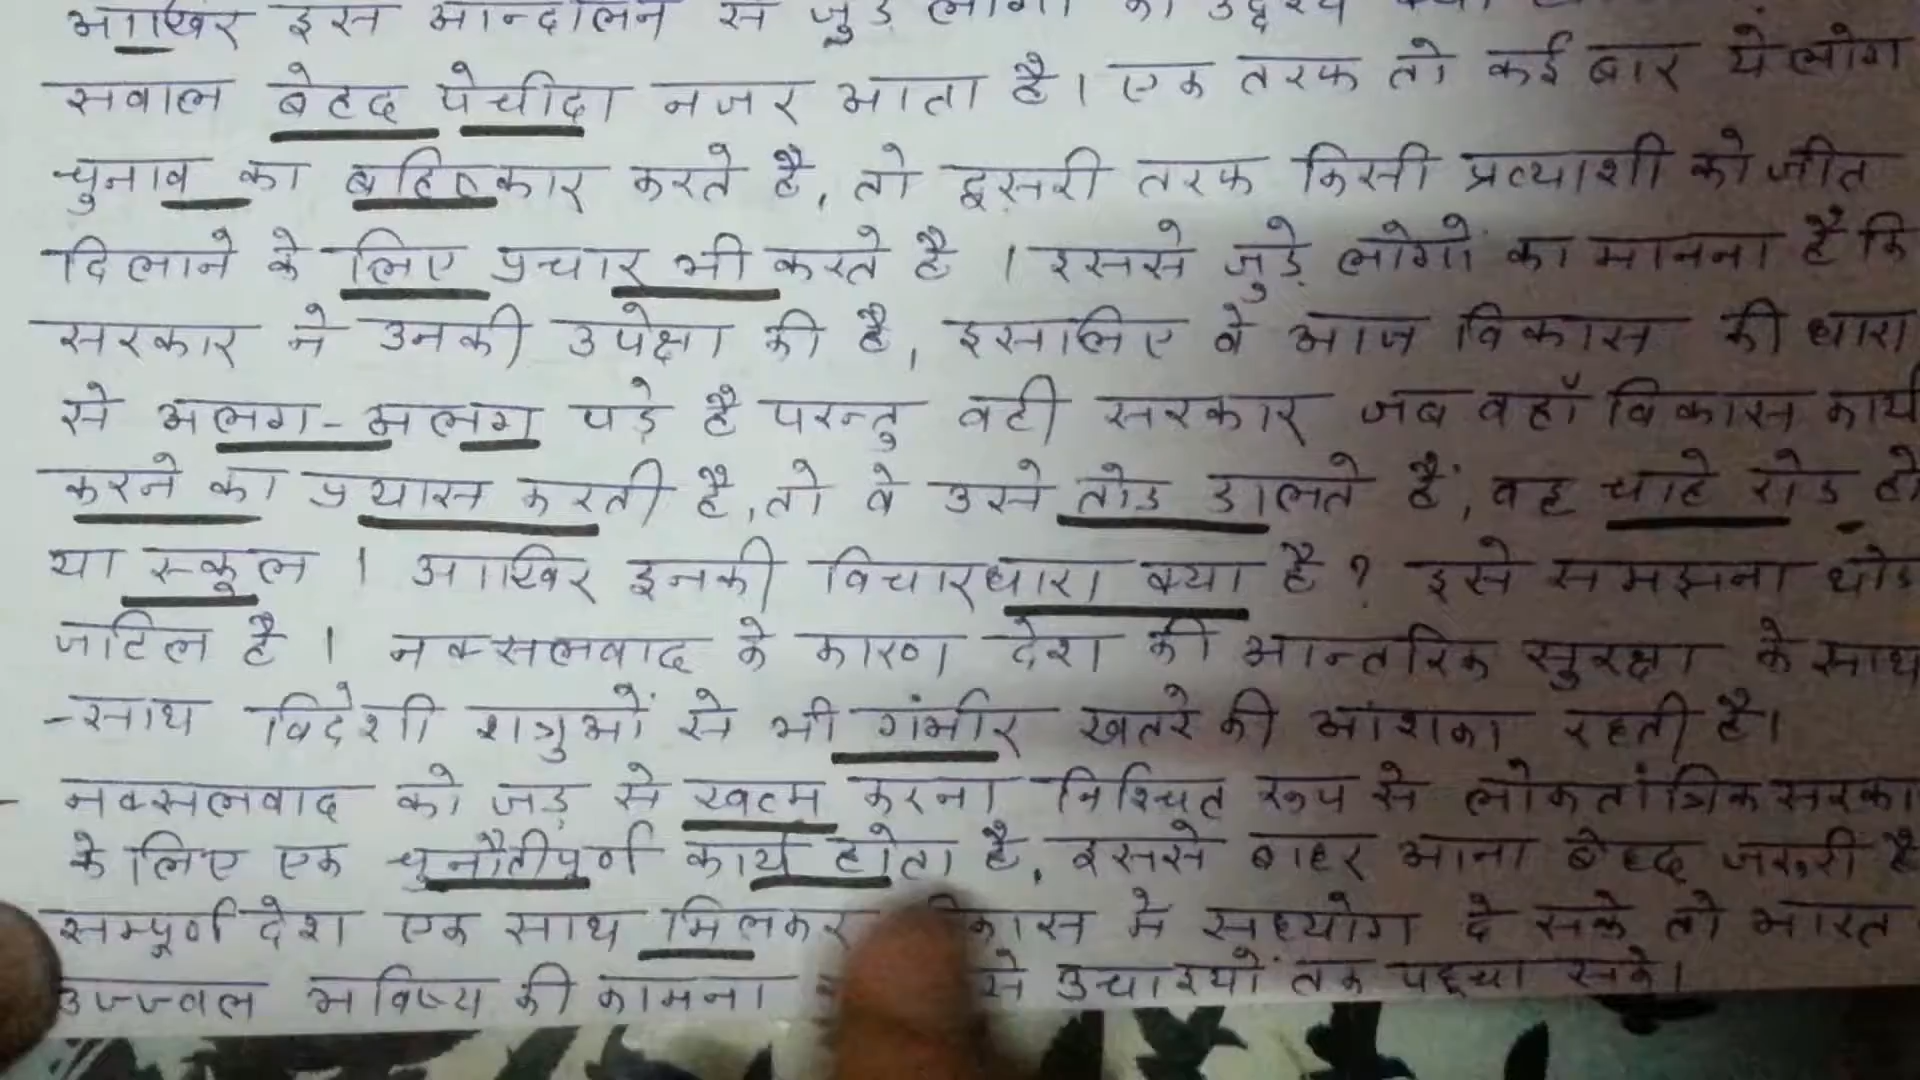 आखिर इस आन्दोलन से जुड़े लोगों का उद्देश्य क्या
सवाल बेहद पेचीदा नजर आता है। एक तरफ तो कई बार ये लोग
चुनाव का बहिष्कार करते है, तो दूसरी तरफ किसी प्रत्याशी को जीत
दिलाने के लिए प्रचार भी करते है । इससे जुड़े लोगों का मानना है कि
सरकार ने उनकी उपेक्षा की है, इसालिए वे आज विकास की धारा
से अलग-अलग पड़े है परन्तु वही सरकार जब वहाँ विकास कार्य
करने का प्रयास करती है, तो वे उसे तोड डालते हैं, वह चाहे रोड हो
या स्कूल । आखिर इनकी विचारधारा क्या है ? इसे समझना थोड
जटिल है । नक्सलवाद के कारण देश की आन्तरिक सुरक्षा के साथ
-साथ विदेशी शत्रुओं से भी गंभीर खतरे की आंशका रहती है।
- नक्सलवाद को जड़ से खत्म करना निश्चित रूप से लोकतांत्रिक सरका
के लिए एक चुनौतीपूर्ण कार्य होता है, इससे बाहर आना बेहद जरुरी है
सम्पूर्ण देश एक साथ मिलकर में सहयोग दे सके तो भारत
उज्ज्वल भविष्य की कामना से उचाइयों तक पहुचा सके।